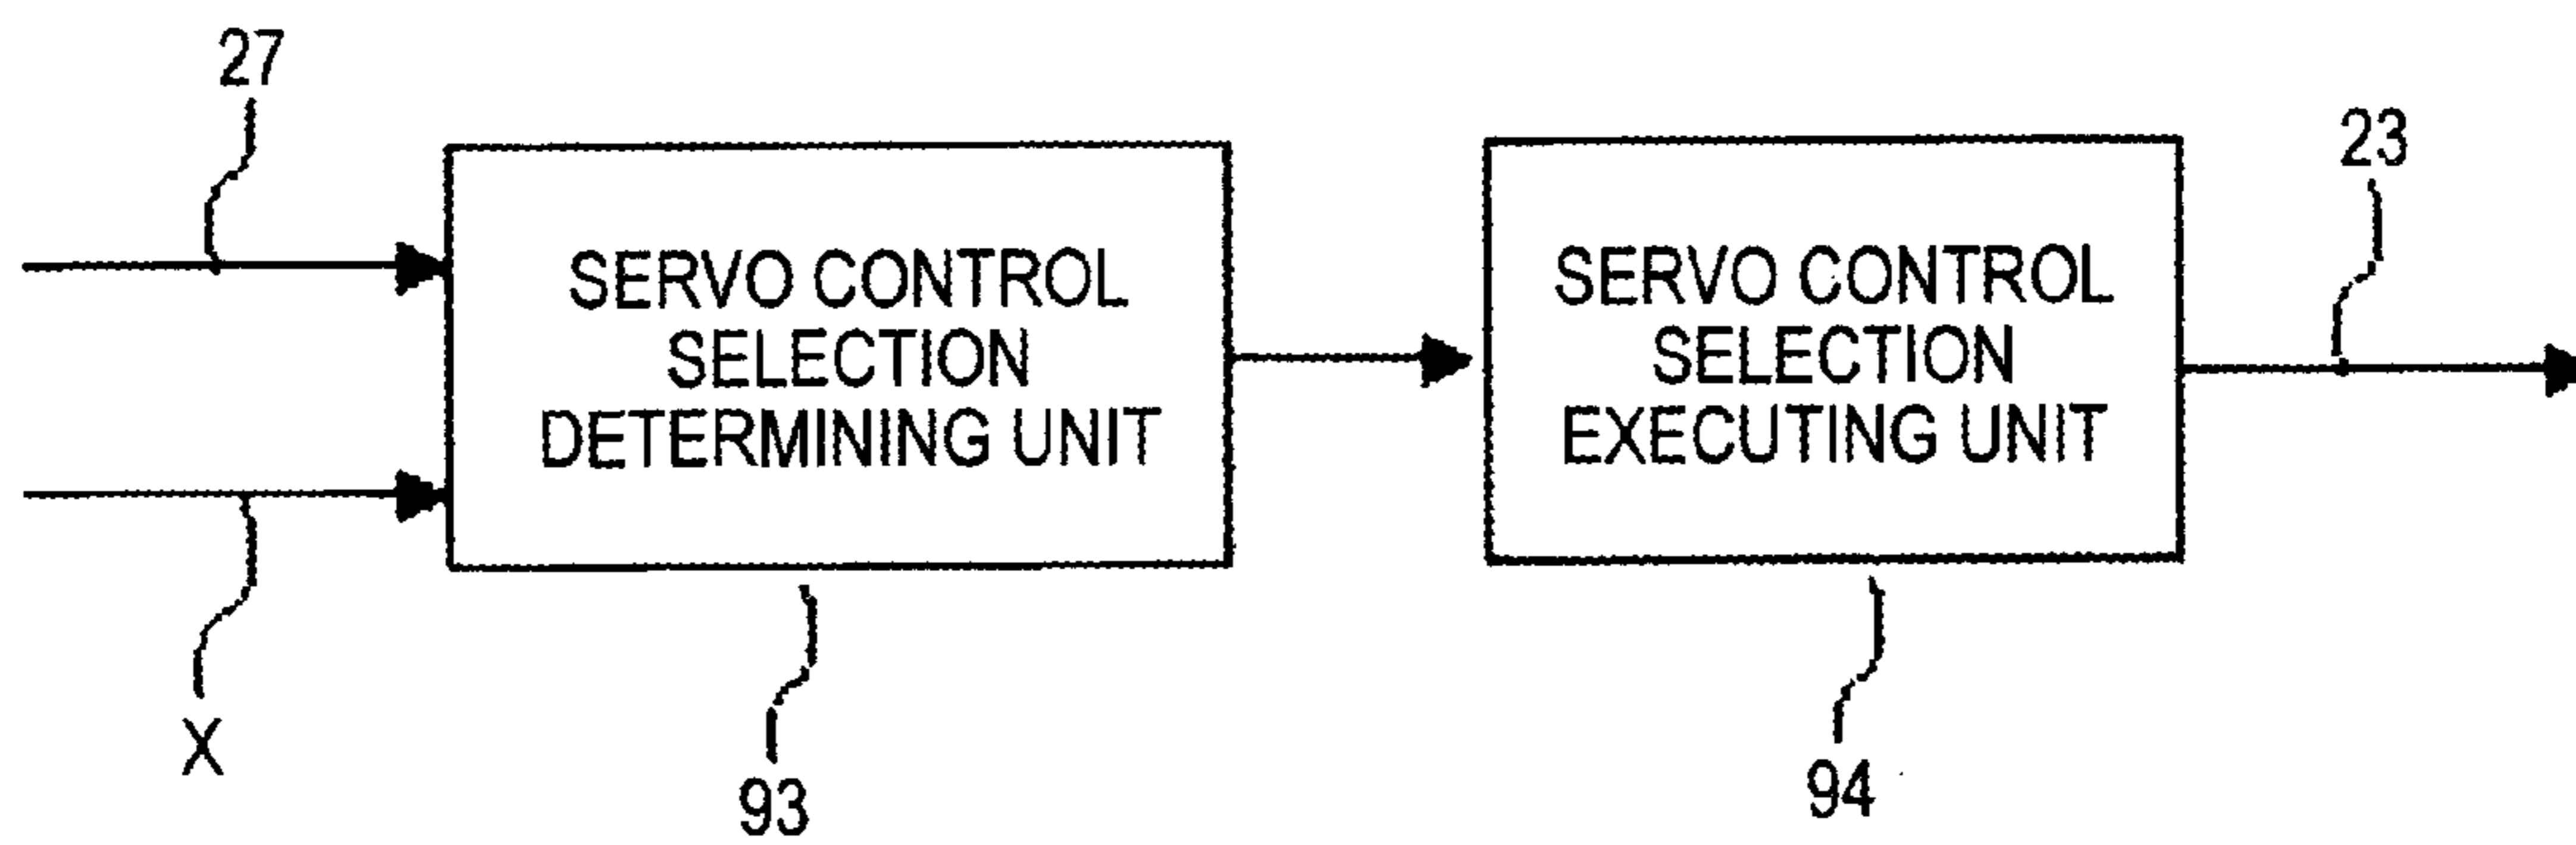 27
23
SERVO CONTROL
SELECTION
DETERMINING UNIT
SERVO CONTROL
SELECTION
EXECUTING UNIT
X
93
94